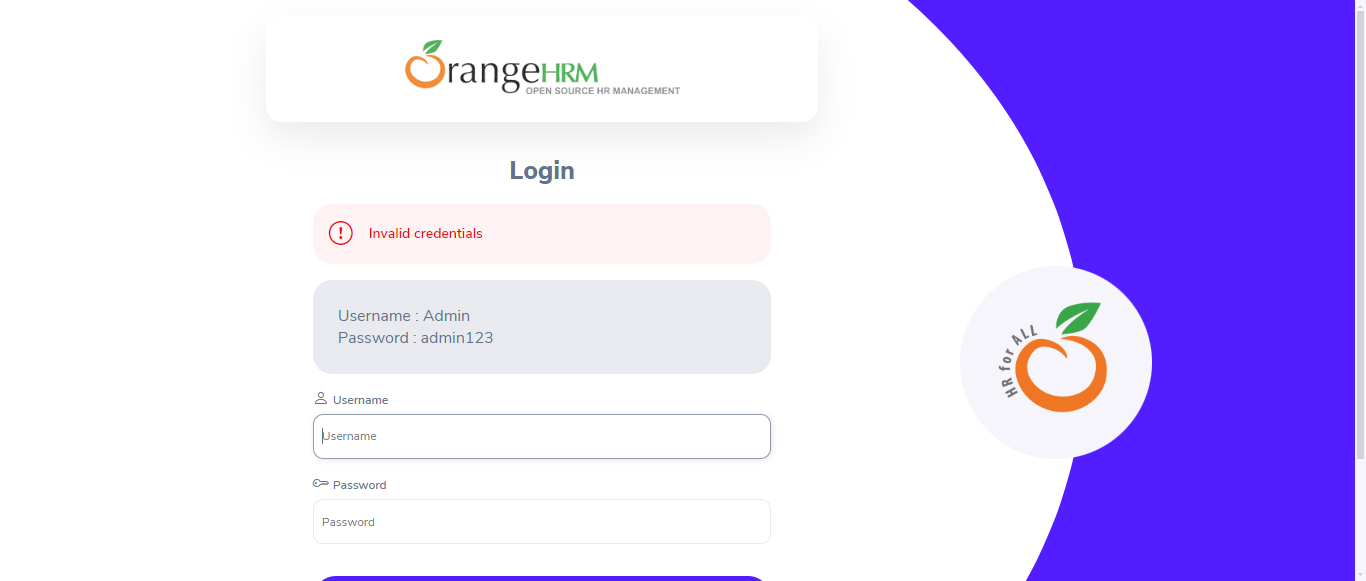 OrangeHRM
OPEN SOURCE HR MANAGEMENT
Login
Invalid credentials
Username : Admin
Password : admin123
Username
Username
Password
Password
HR for ALL